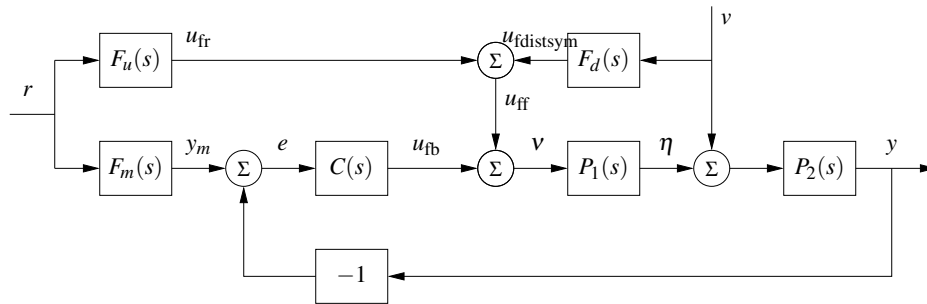 v
u_fr
u_fdistsym
F_u(s)
Σ
F_d(s)
r
u_ff
y_m
e
u_fb
ν
η
y
F_m(s)
Σ
C(s)
Σ
P_1(s)
Σ
P_2(s)
−1